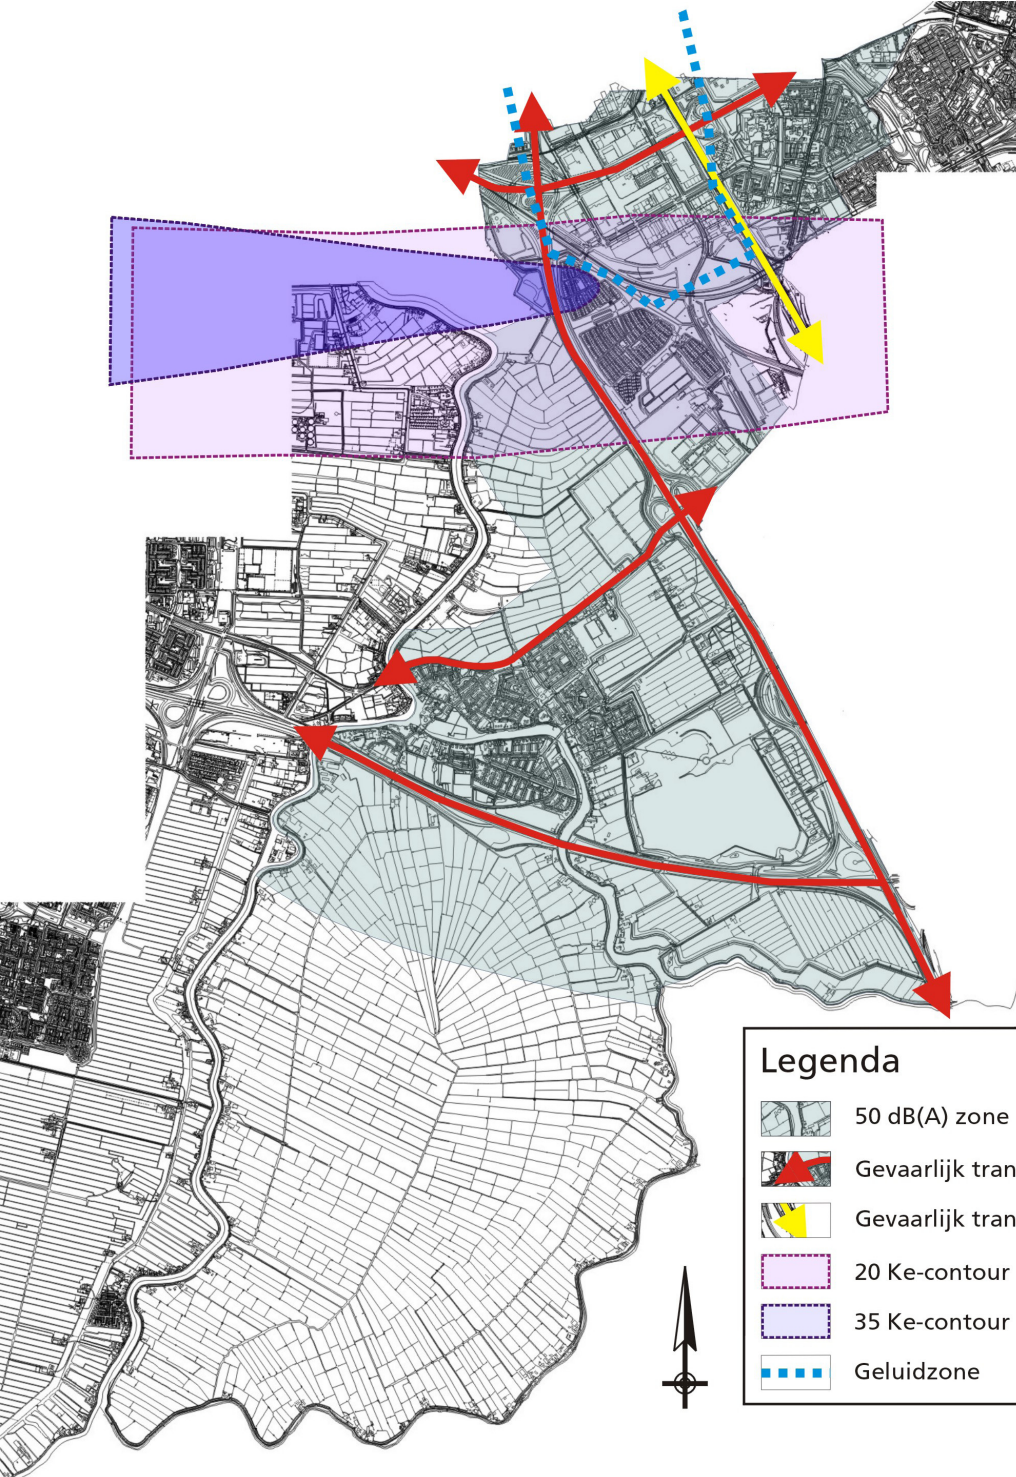 Legenda
50 dB(A) zone
Gevaarlijk tran
Gevaarlijk tran
20 Ke-contour
35 Ke-contour
Geluidzone